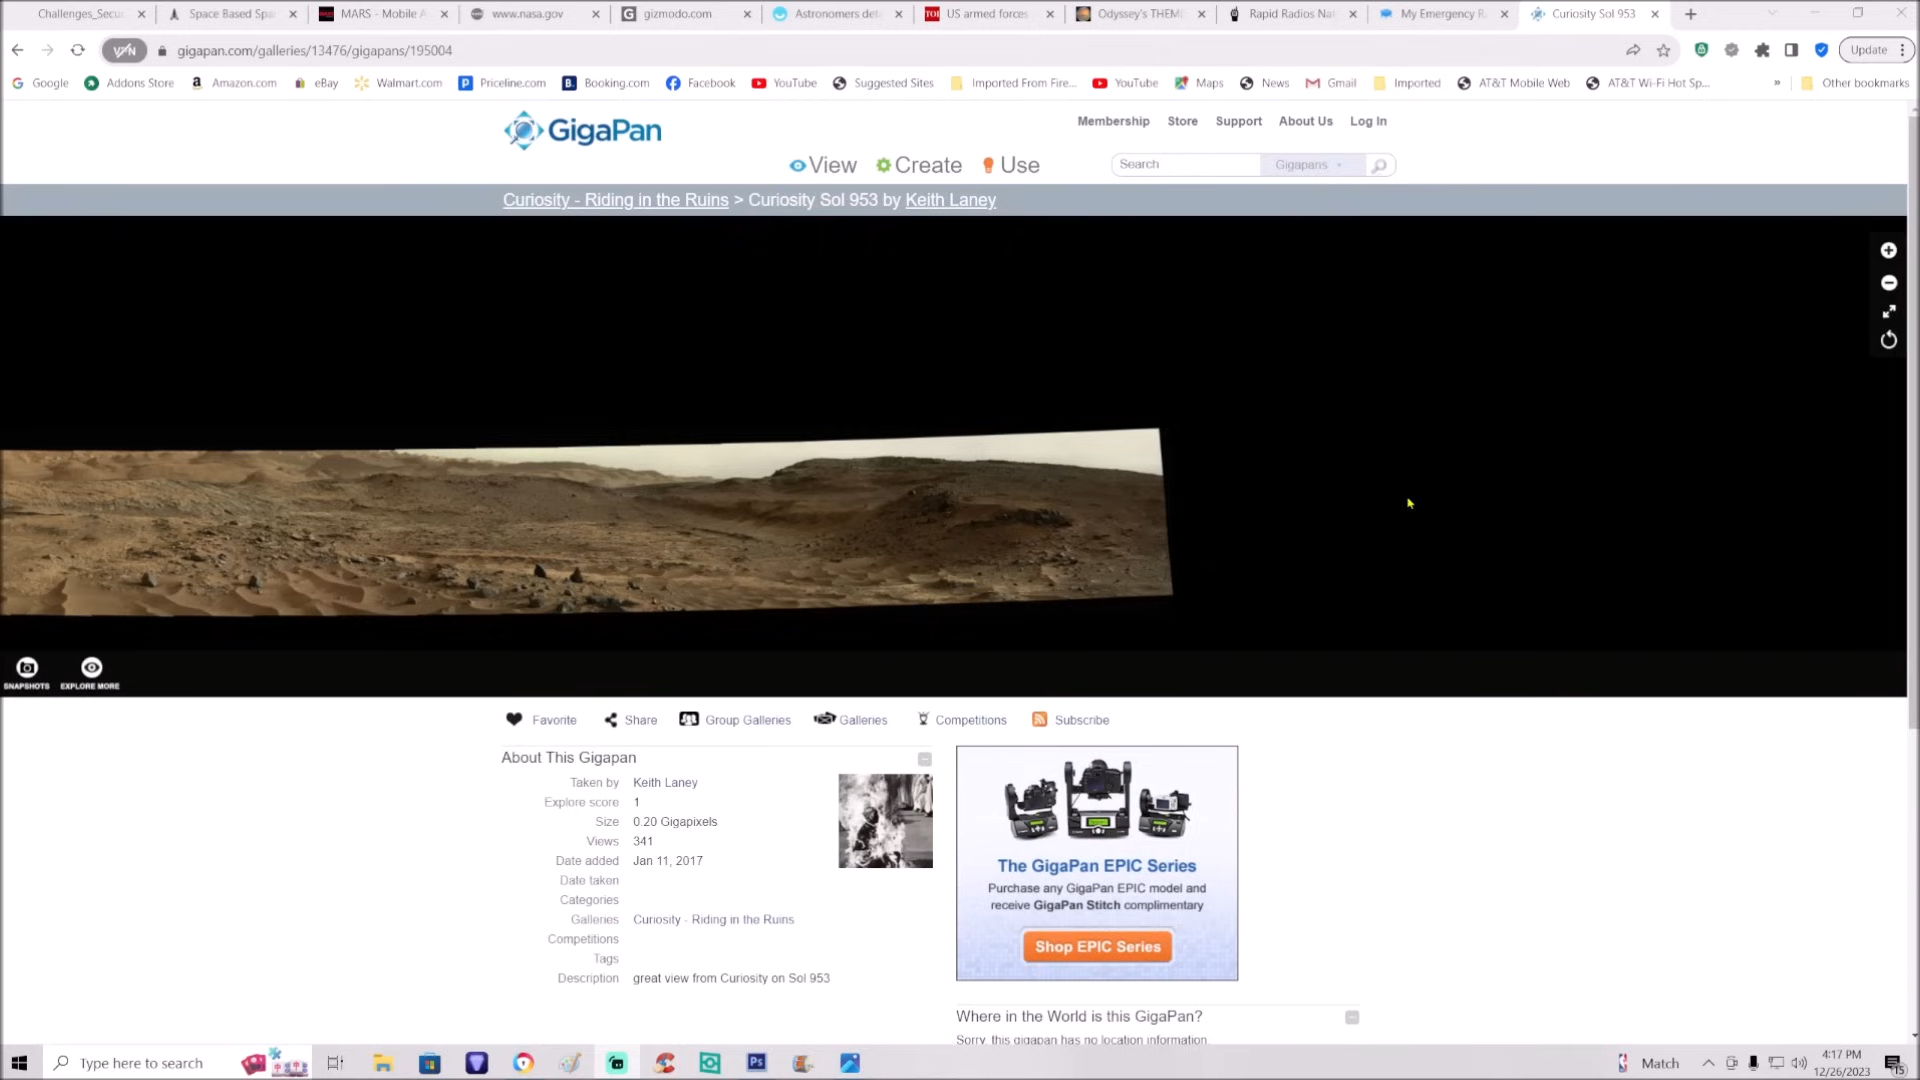 Challenges_Secu
Space Based Spa
MARS - Mobile A
www.nasa.gov
gizmodo.com
Astronomers det
TOI
US armed forces
Odyssey's THEM
Rapid Radios Na
My Emergency R
Curiosity Sol 953
VPN
gigapan.com/galleries/13476/gigapans/195004
Update
Google
Addons Store
Amazon.com
eBay
Walmart.com
Priceline.com
Booking.com
Facebook
YouTube
Suggested Sites
Imported From Fire...
YouTube
Maps
News
Gmail
Imported
AT&T Mobile Web
AT&T Wi-Fi Hot Sp...
»
Other bookmarks
GigaPan
Membership Store Support About Us Log In
View Create Use
Search
Gigapans
Curiosity - Riding in the Ruins > Curiosity Sol 953 by Keith Laney
SNAPSHOTS
EXPLORE MORE
Favorite Share Group Galleries Galleries Competitions Subscribe
About This Gigapan
Taken by Keith Laney
Explore score 1
Size 0.20 Gigapixels
Views 341
Date added Jan 11, 2017
Date taken
Categories
Galleries Curiosity - Riding in the Ruins
Competitions
Tags
Description great view from Curiosity on Sol 953
The GigaPan EPIC Series
Purchase any GigaPan EPIC model and
receive GigaPan Stitch complimentary
Shop EPIC Series
Where in the World is this GigaPan?
Sorry, this gigapan has no location information.
Type here to search
Ps
Match
4:17 PM
12/26/2023
15